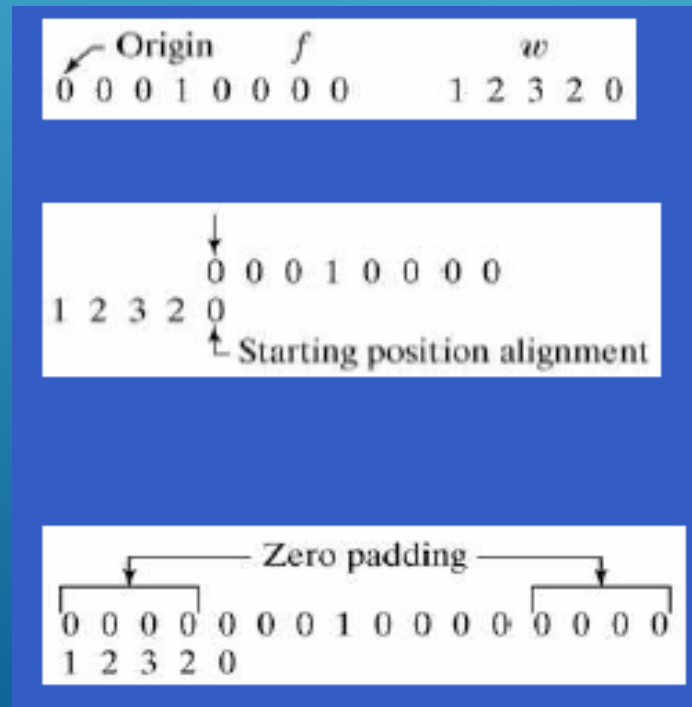 Origin f w
0 0 0 1 0 0 0 0 1 2 3 2 0
0 0 0 1 0 0 0 0
1 2 3 2 0
Starting position alignment
Zero padding
0 0 0 0 0 0 0 1 0 0 0 0 0 0 0 0
1 2 3 2 0